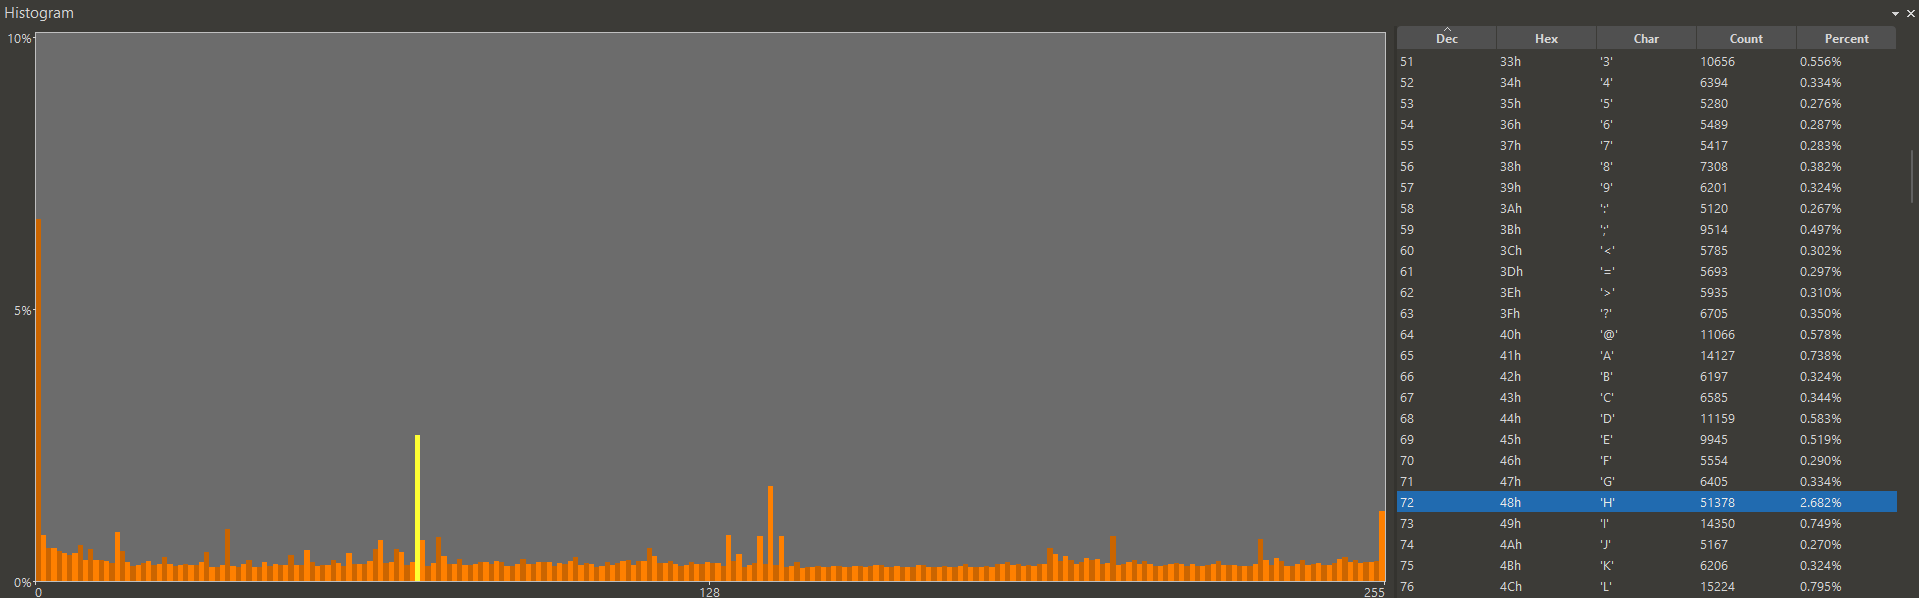 Histogram
10%
5%
0%
0 128 255
Dec Hex Char Count Percent
51 33h '3' 10656 0.556%
52 34h '4' 6394 0.334%
53 35h '5' 5280 0.276%
54 36h '6' 5489 0.287%
55 37h '7' 5417 0.283%
56 38h '8' 7308 0.382%
57 39h '9' 6201 0.324%
58 3Ah ':' 5120 0.267%
59 3Bh ';' 9514 0.497%
60 3Ch '<' 5785 0.302%
61 3Dh '=' 5693 0.297%
62 3Eh '>' 5935 0.310%
63 3Fh '?' 6705 0.350%
64 40h '@' 11066 0.578%
65 41h 'A' 14127 0.738%
66 42h 'B' 6197 0.324%
67 43h 'C' 6585 0.344%
68 44h 'D' 11159 0.583%
69 45h 'E' 9945 0.519%
70 46h 'F' 5554 0.290%
71 47h 'G' 6405 0.334%
72 48h 'H' 51378 2.682%
73 49h 'I' 14350 0.749%
74 4Ah 'J' 5167 0.270%
75 4Bh 'K' 6206 0.324%
76 4Ch 'L' 15224 0.795%